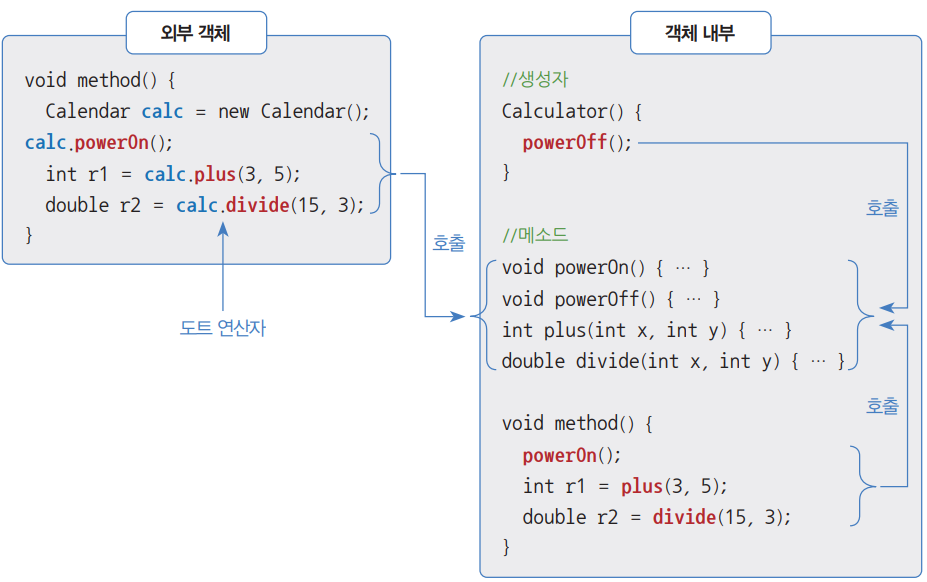 외부 객체
void method() {
Calendar calc = new Calendar();
calc.powerOn();
int r1 = calc.plus(3, 5);
double r2 = calc.divide(15, 3);
}
도트 연산자
호출
객체 내부
//생성자
Calculator() {
powerOff();
}
호출
//메소드
void powerOn() { … }
void powerOff() { … }
int plus(int x, int y) { … }
double divide(int x, int y) { … }
호출
void method() {
powerOn();
int r1 = plus(3, 5);
double r2 = divide(15, 3);
}